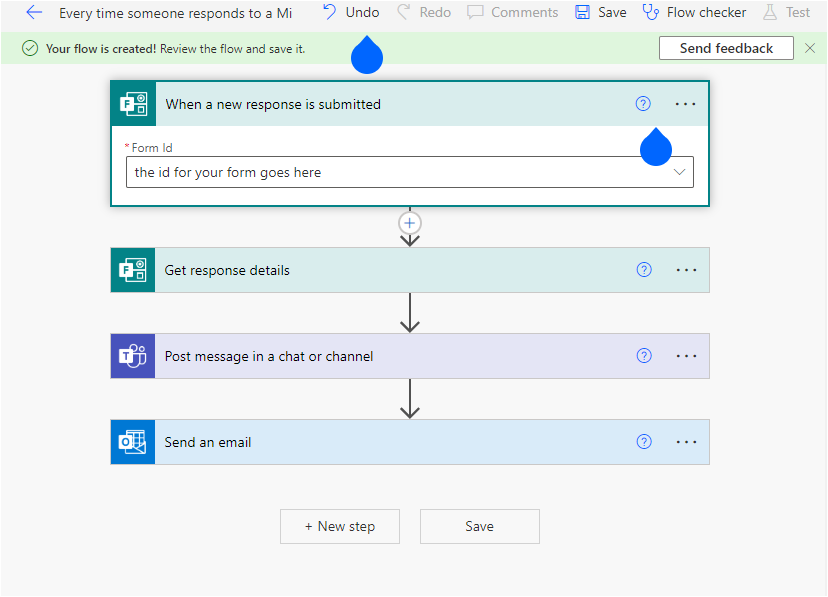 Every time someone responds to a Mi
Undo
Redo
Comments
Save
Flow checker
Test
Your flow is created! Review the flow and save it.
Send feedback
When a new response is submitted
* Form Id
the id for your form goes here
Get response details
Post message in a chat or channel
Send an email
+ New step
Save